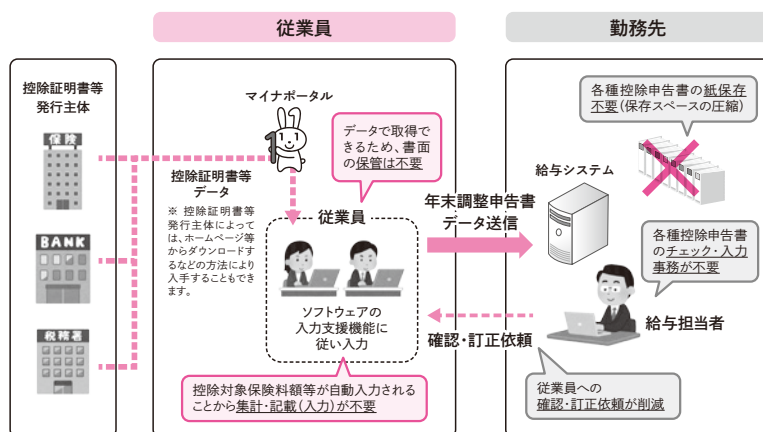 従業員
勤務先
控除証明書等
発行主体
保険
BANK
税務署
マイナポータル
データで取得で
きるため、書面
の保管は不要
控除証明書等
データ
※ 控除証明書等
発行主体によって
は、ホームページ等
からダウンロードす
るなどの方法により
入手することもでき
ます。
従業員
ソフトウェアの
入力支援機能に
従い入力
控除対象保険料額等が自動入力される
ことから集計・記載(入力)が不要
年末調整申告書
データ送信
確認・訂正依頼
各種控除申告書の紙保存
不要(保存スペースの圧縮)
給与システム
各種控除申告書
のチェック・入力
事務が不要
給与担当者
従業員への
確認・訂正依頼が削減